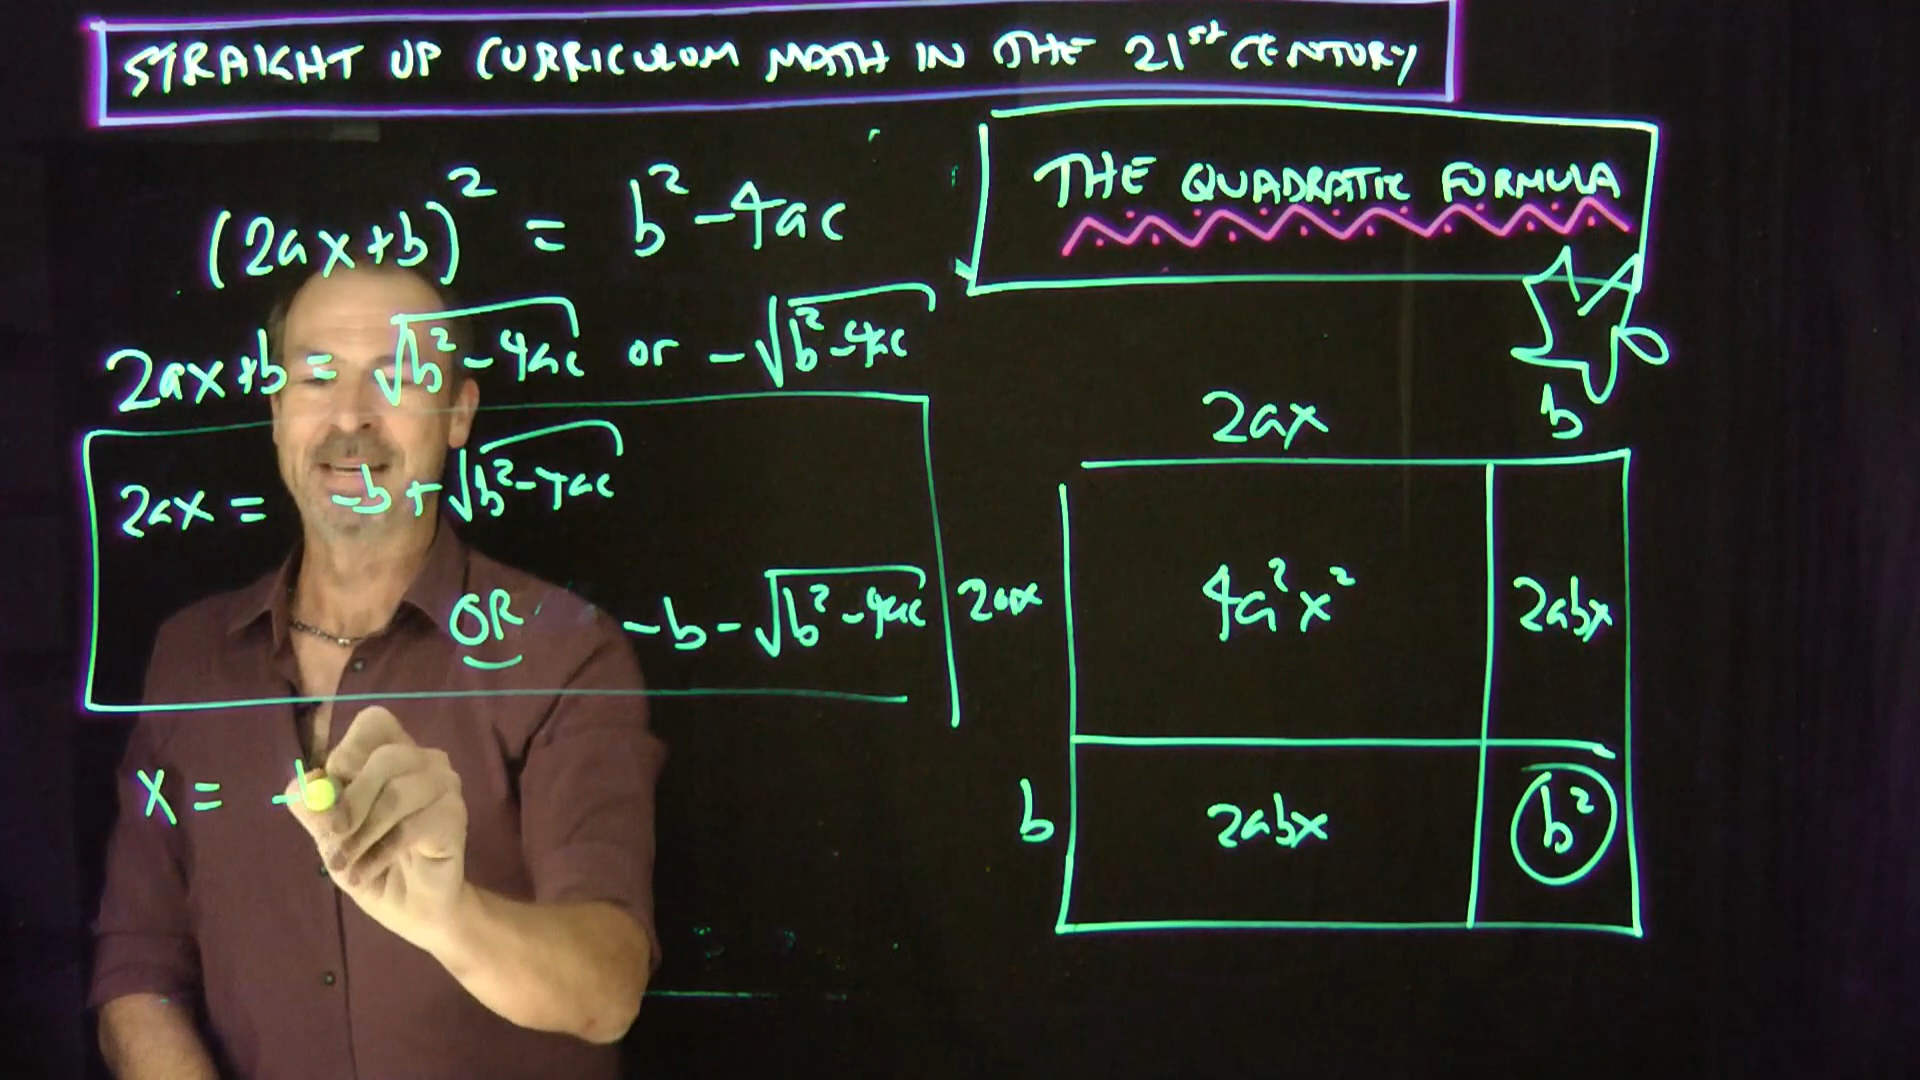 STRAIGHT UP CURRICULUM MATH IN THE 21st CENTURY
THE QUADRATIC FORMULA
(2ax+b)² = b²-4ac
2ax+b = √b²-4ac or -√b²-4ac
2ax = -b+√b²-4ac
OR -b-√b²-4ac
x = -b
2ax b
2ax 4a²x² 2abx
b 2abx b²